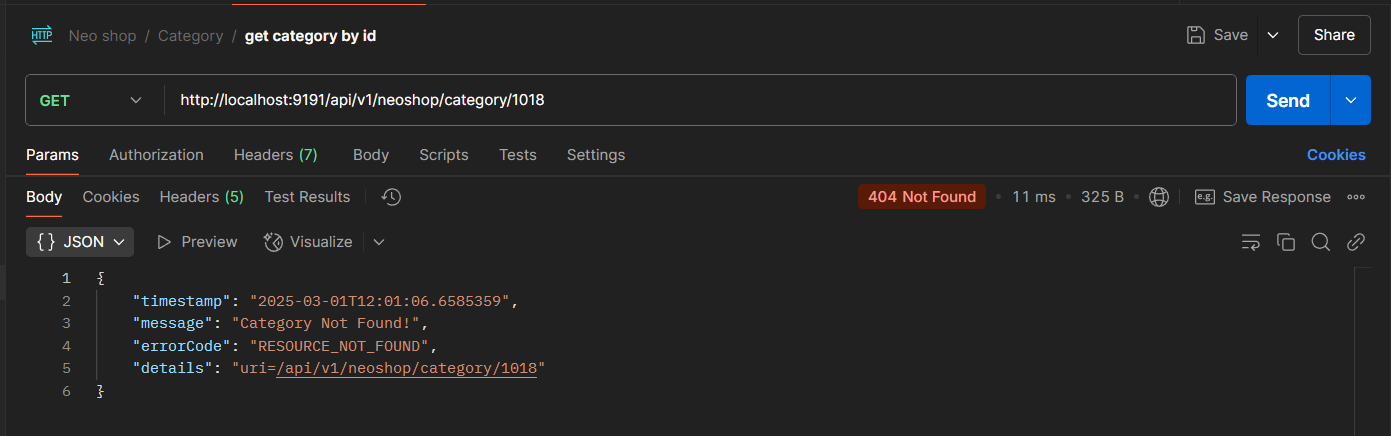 HTTP Neo shop / Category / get category by id Save Share
GET http://localhost:9191/api/v1/neoshop/category/1018 Send
Params Authorization Headers (7) Body Scripts Tests Settings Cookies
Body Cookies Headers (5) Test Results 404 Not Found • 11 ms • 325 B • e.g. Save Response
{} JSON Preview Visualize
1 {
2 "timestamp": "2025-03-01T12:01:06.6585359",
3 "message": "Category Not Found!",
4 "errorCode": "RESOURCE_NOT_FOUND",
5 "details": "uri=/api/v1/neoshop/category/1018"
6 }